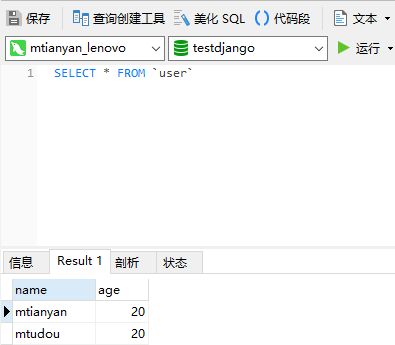 保存 查询创建工具 美化 SQL 代码段 文本
mtianyan_lenovo testdjango 运行
1 SELECT * FROM `user`
信息 Result 1 剖析 状态
name age
mtianyan 20
mtudou 20